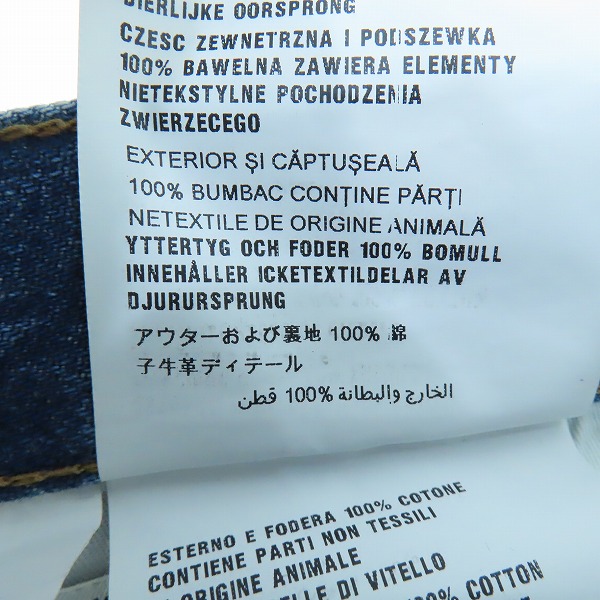 DIERLIJKE OORSPRONG
CZESC ZEWNETRZNA I PODSZEWKA
100% BAWELNA ZAWIERA ELEMENTY
NIETEKSTYLNE POCHODZENIA
ZWIERZECEGO
EXTERIOR ŞI CĂPTUŞEALĂ
100% BUMBAC CONŢINE PĂRŢI
NETEXTILE DE ORIGINE ANIMALĂ
YTTERTYG OCH FODER 100% BOMULL
INNEHÅLLER ICKETEXTILDELAR AV
DJURURSPRUNG
アウターおよび裏地 100% 綿
子牛革ディテール
الخارج والبطانة 100% قطن
ESTERNO E FODERA 100% COTONE
CONTIENE PARTI NON TESSILI
ORIGINE ANIMALE
DI VITELLO
100% COTTON